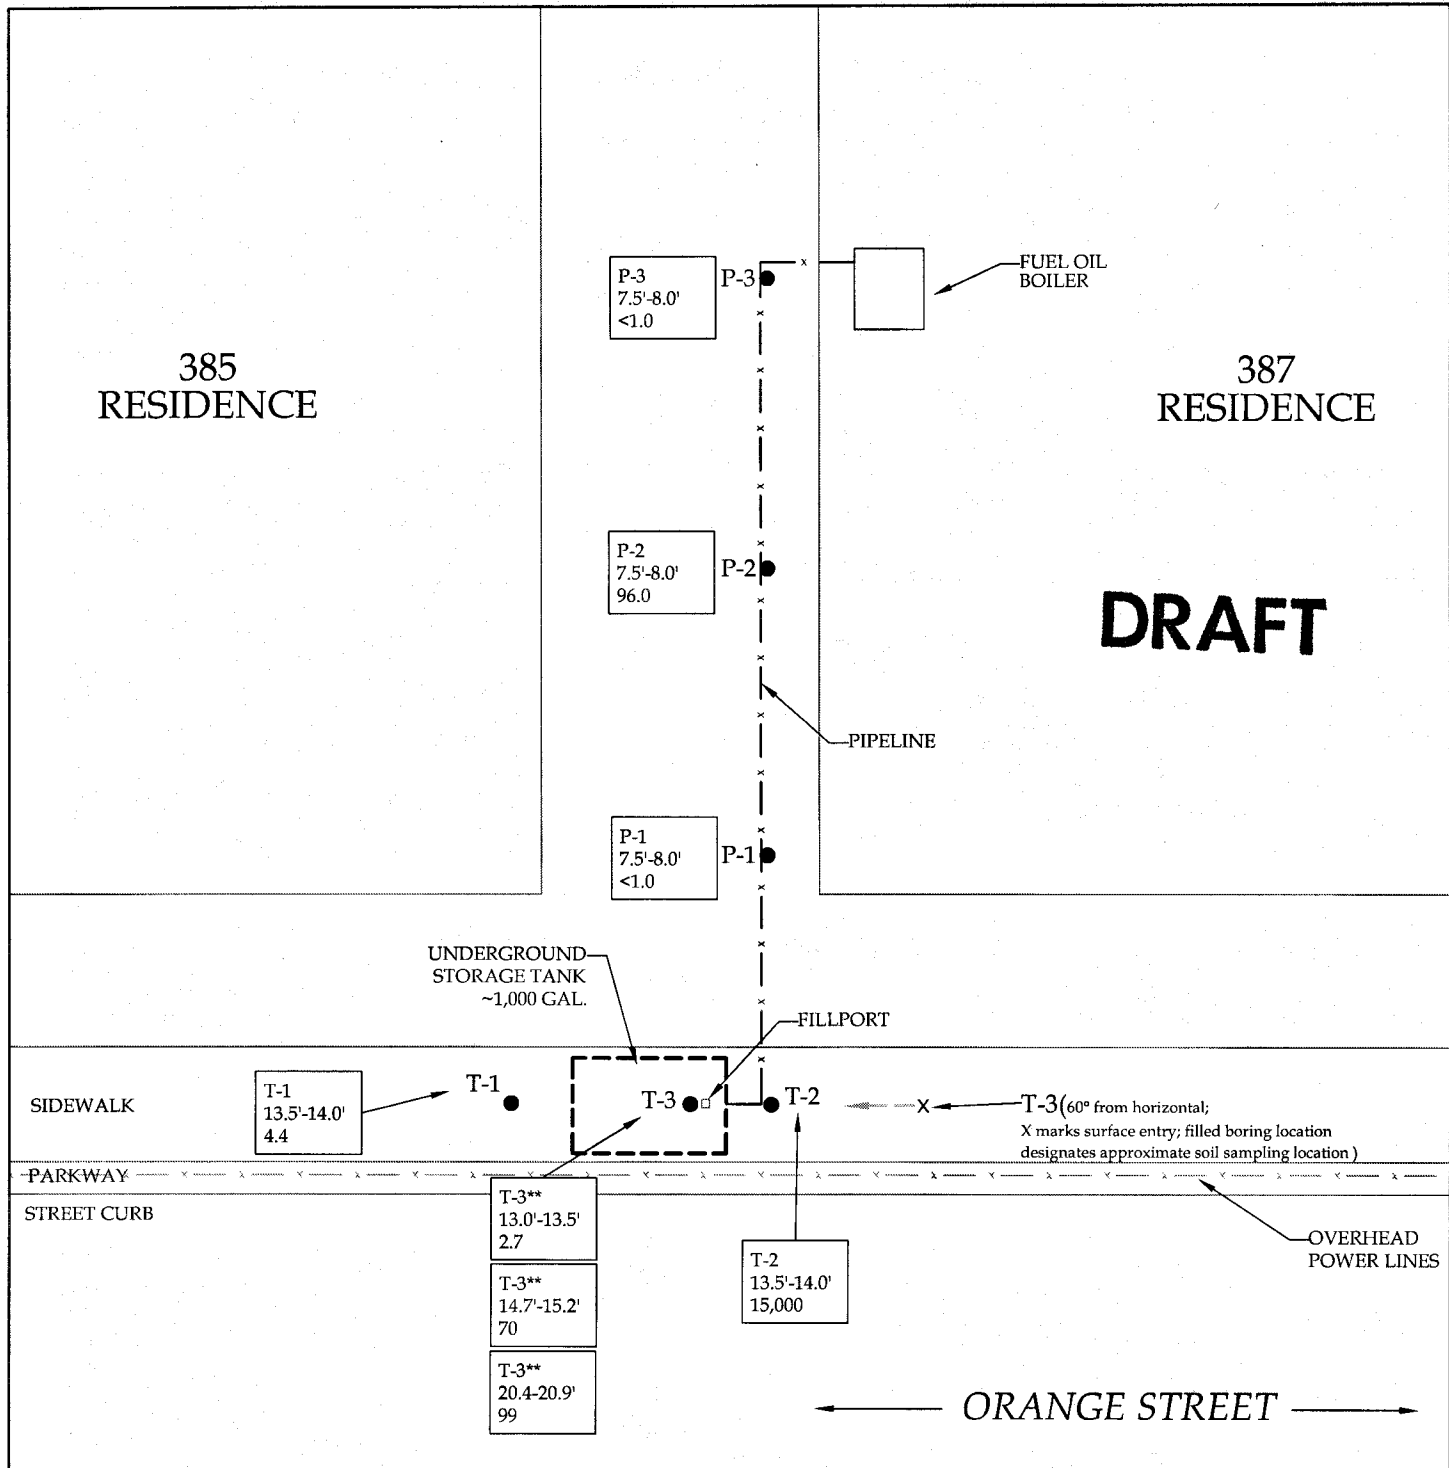 FUEL OIL
BOILER
P-3
7.5'-8.0'
<1.0
P-3
385
RESIDENCE
387
RESIDENCE
P-2
7.5'-8.0'
96.0
P-2
DRAFT
PIPELINE
P-1
7.5'-8.0'
<1.0
P-1
UNDERGROUND
STORAGE TANK
~1,000 GAL.
FILLPORT
SIDEWALK
T-1
13.5'-14.0'
4.4
T-1
T-3
T-2
X
T-3 (60° from horizontal;
X marks surface entry; filled boring location
designates approximate soil sampling location )
PARKWAY
STREET CURB
T-3**
13.0'-13.5'
2.7
T-3**
14.7'-15.2'
70
T-3**
20.4-20.9'
99
T-2
13.5'-14.0'
15,000
OVERHEAD
POWER LINES
ORANGE STREET